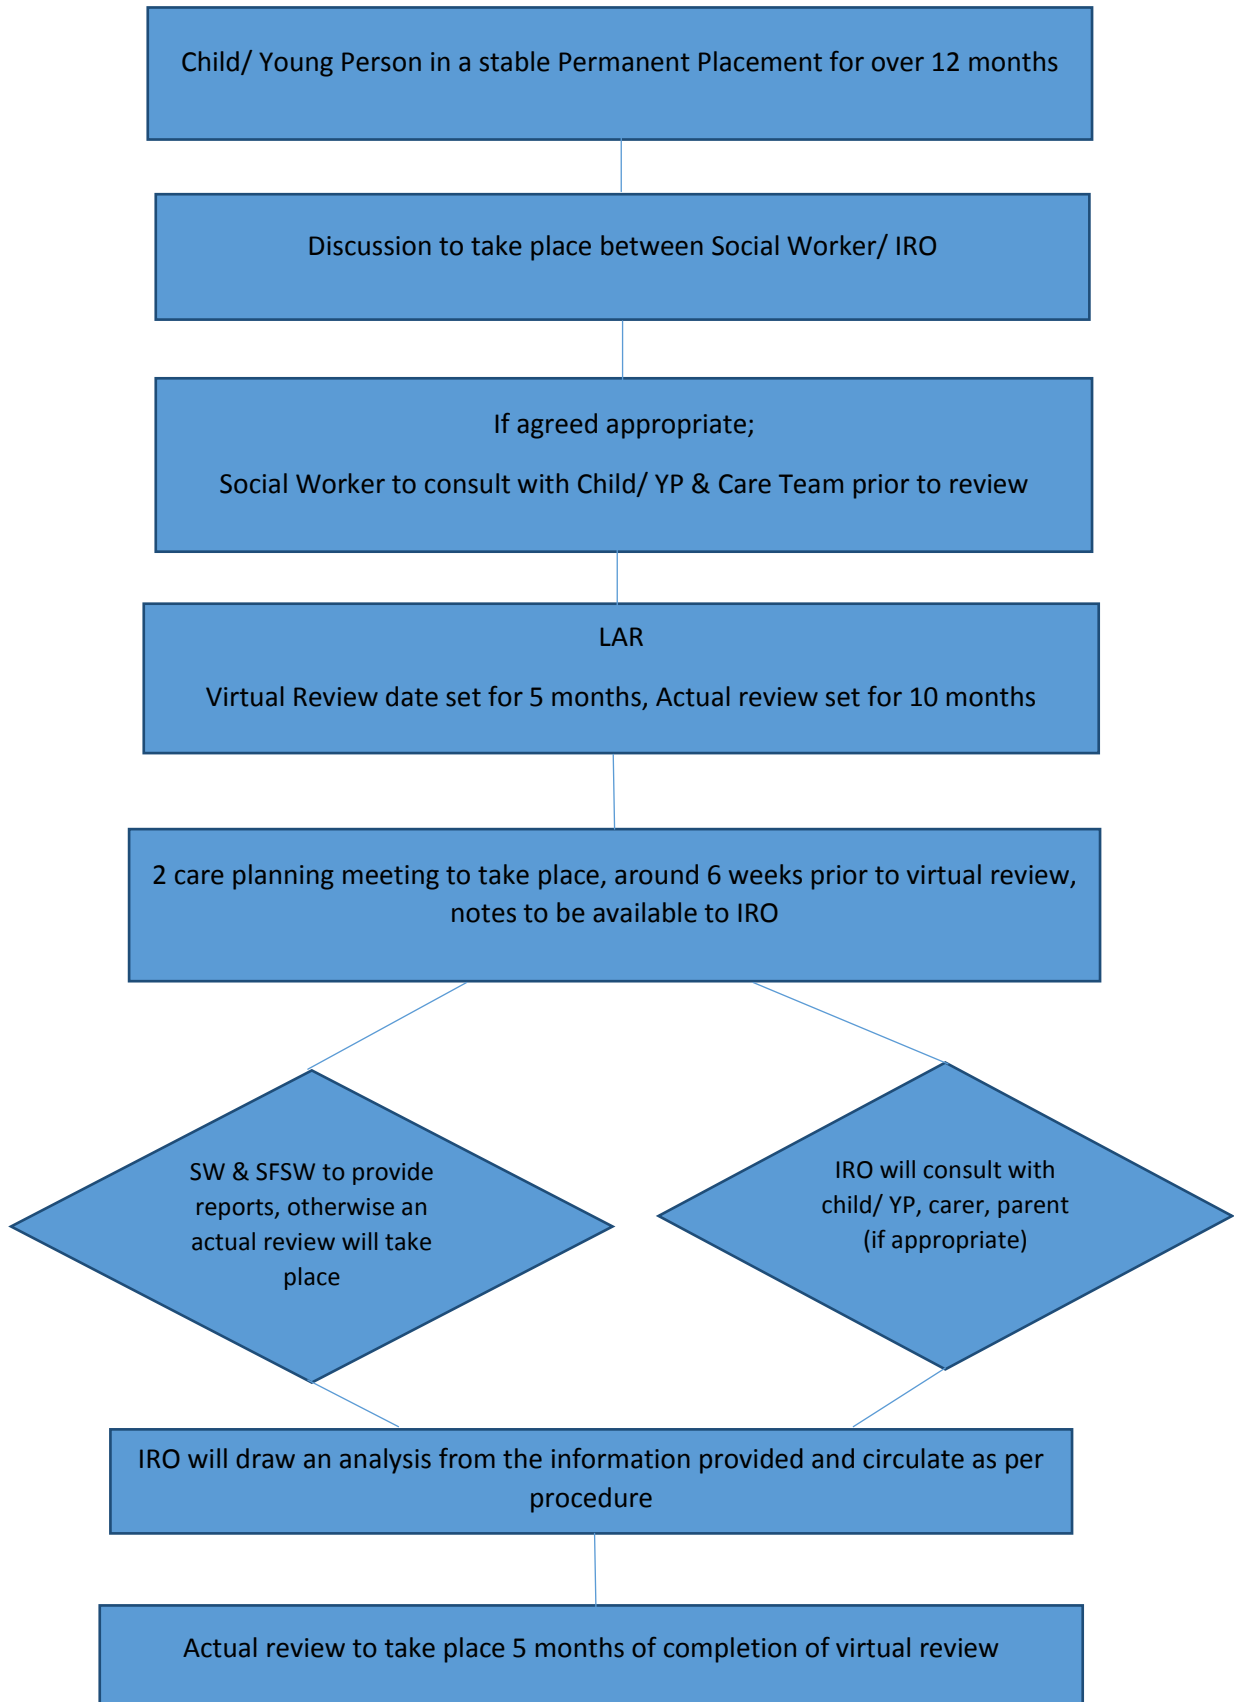 Child/ Young Person in a stable Permanent Placement for over 12 months
Discussion to take place between Social Worker/ IRO
If agreed appropriate;
Social Worker to consult with Child/ YP & Care Team prior to review
LAR
Virtual Review date set for 5 months, Actual review set for 10 months
2 care planning meeting to take place, around 6 weeks prior to virtual review,
notes to be available to IRO
SW & SFSW to provide
reports, otherwise an
actual review will take
place
IRO will consult with
child/ YP, carer, parent
(if appropriate)
IRO will draw an analysis from the information provided and circulate as per
procedure
Actual review to take place 5 months of completion of virtual review